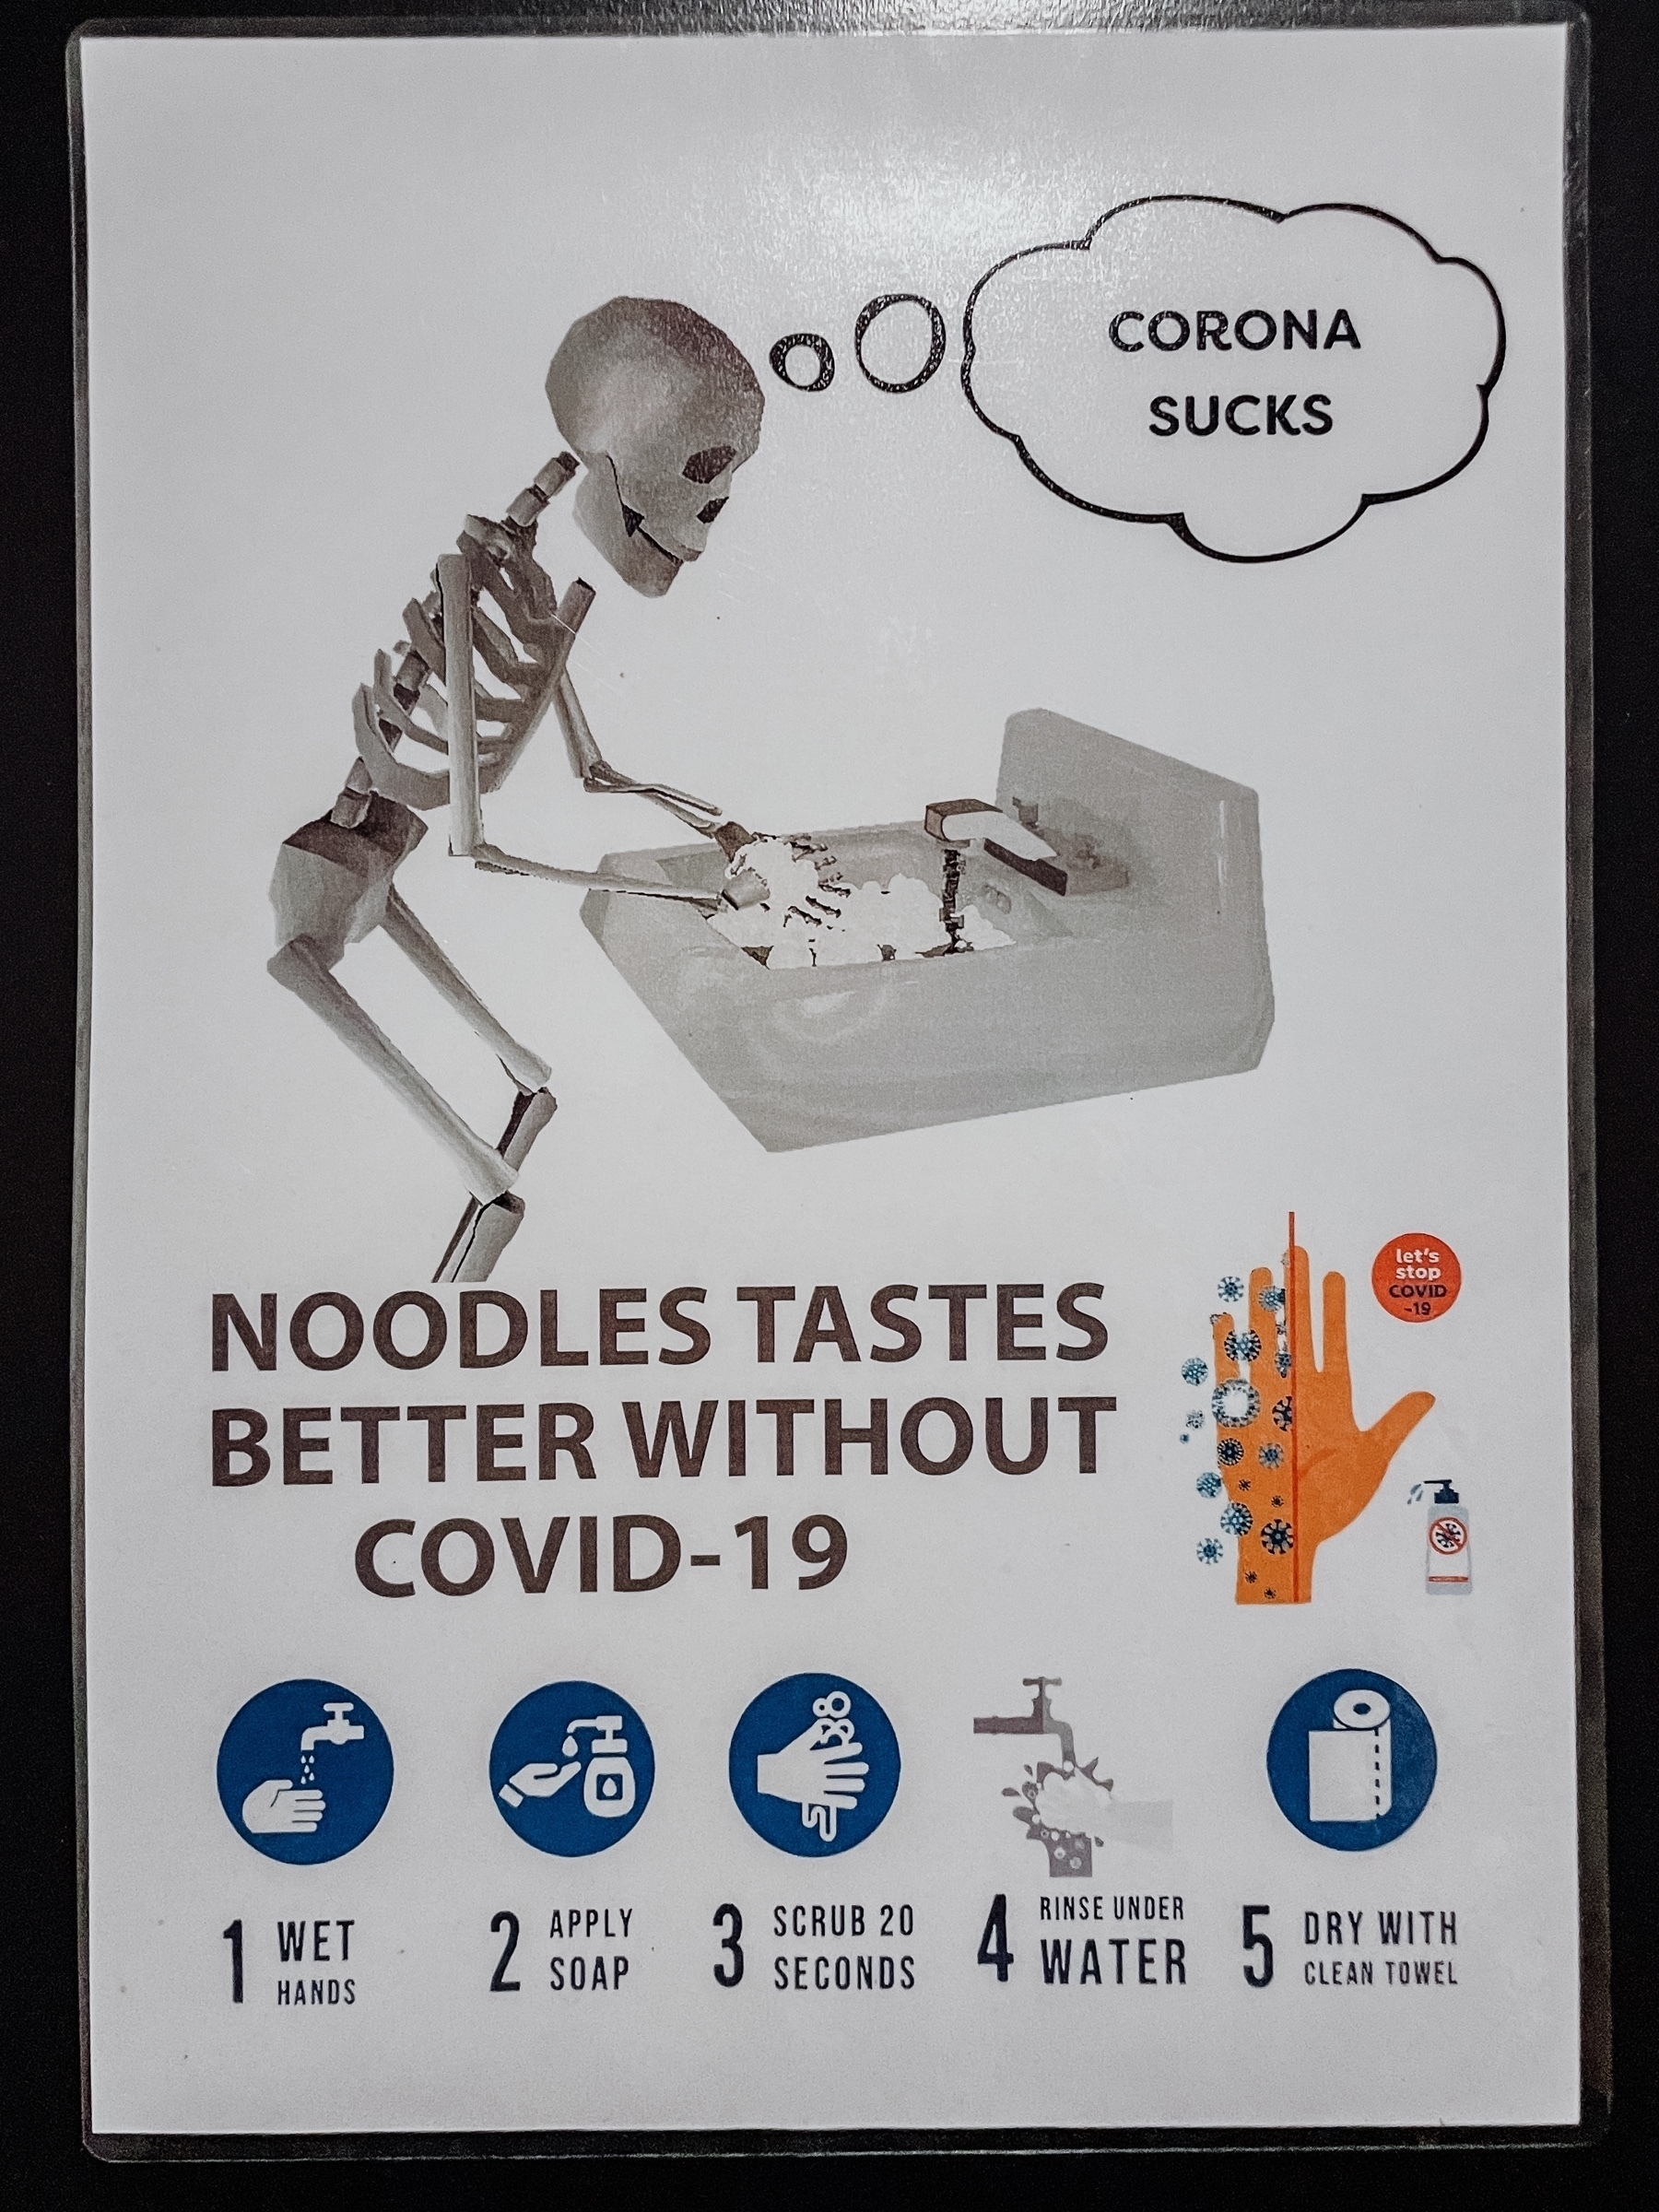 CORONA
SUCKS
NOODLES TASTES
BETTER WITHOUT
COVID-19
let's
stop
COVID
-19
1 WET
HANDS
2 APPLY
SOAP
3 SCRUB 20
SECONDS
4 RINSE UNDER
WATER
5 DRY WITH
CLEAN TOWEL